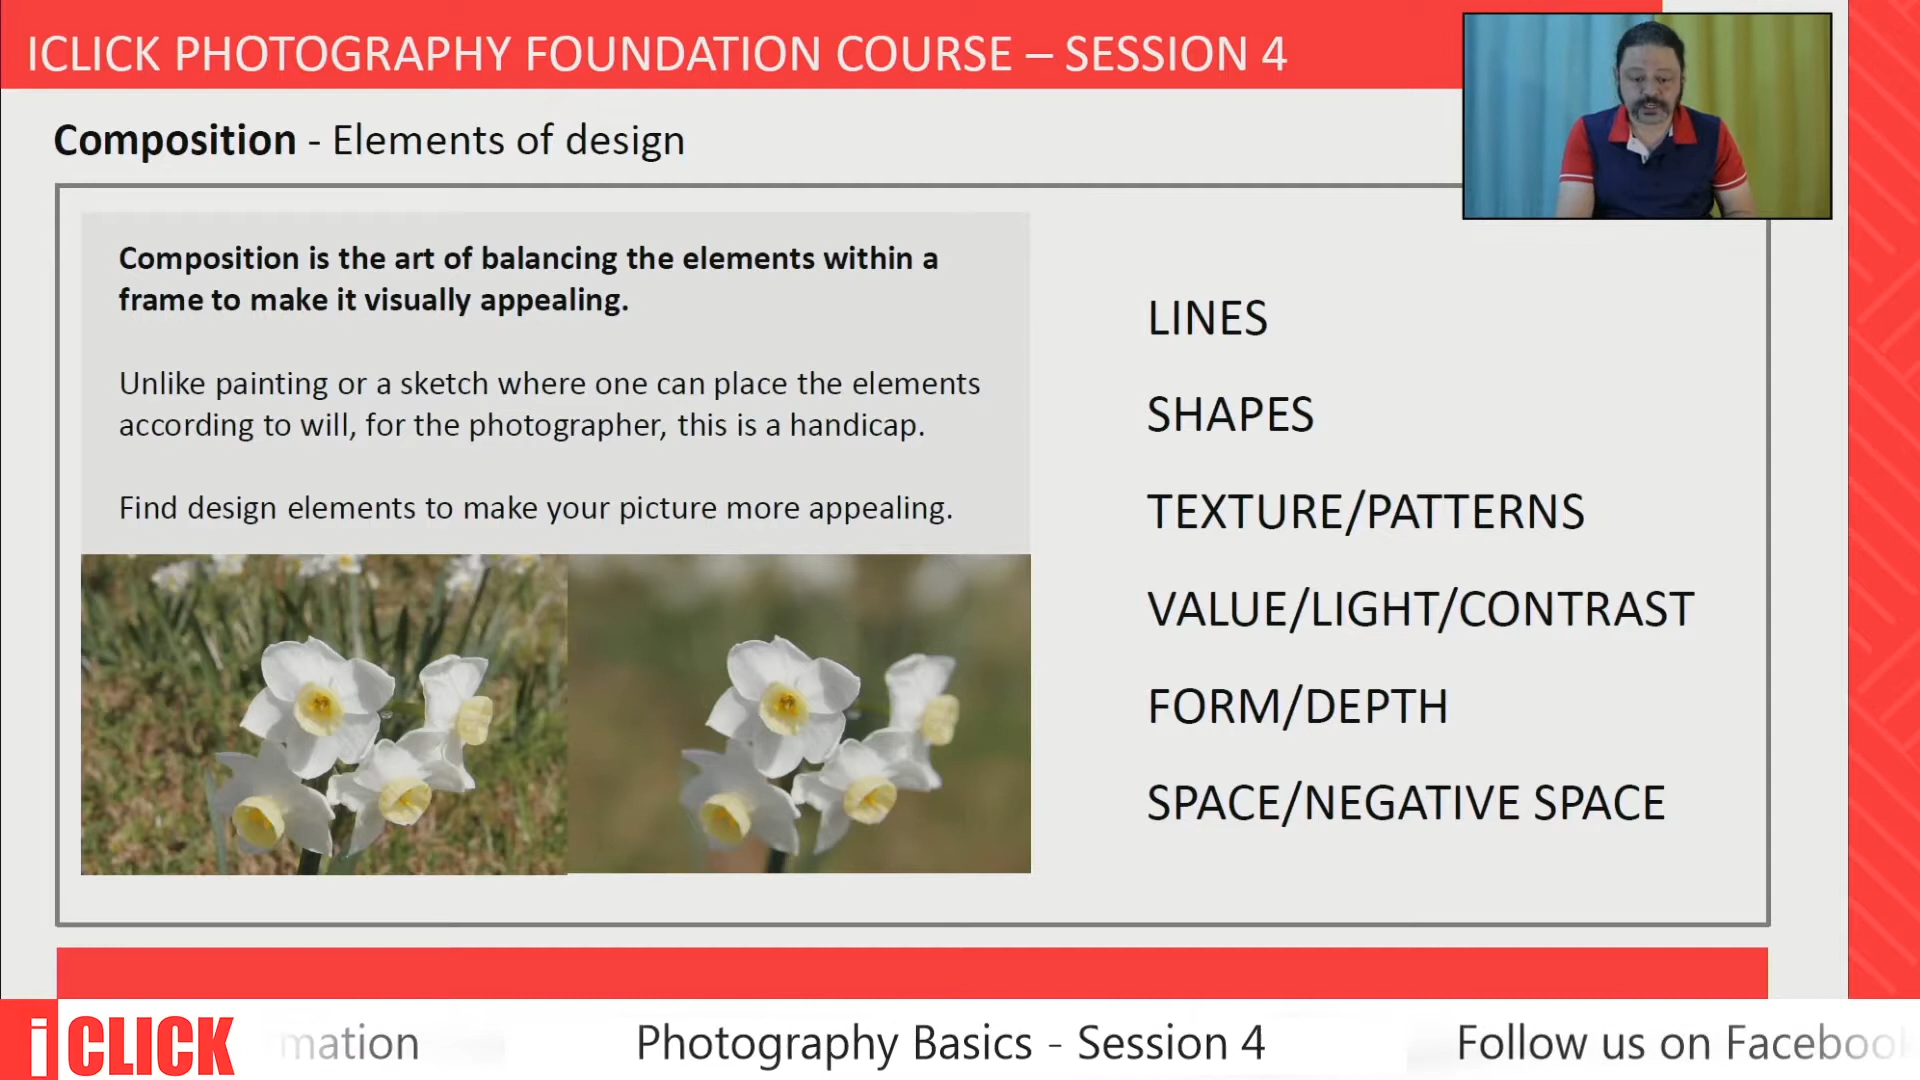 ICLICK PHOTOGRAPHY FOUNDATION COURSE – SESSION 4
Composition - Elements of design
Composition is the art of balancing the elements within a
frame to make it visually appealing.
Unlike painting or a sketch where one can place the elements
according to will, for the photographer, this is a handicap.
Find design elements to make your picture more appealing.
LINES
SHAPES
TEXTURE/PATTERNS
VALUE/LIGHT/CONTRAST
FORM/DEPTH
SPACE/NEGATIVE SPACE
iCLICK
mation
Photography Basics - Session 4
Follow us on Faceboo